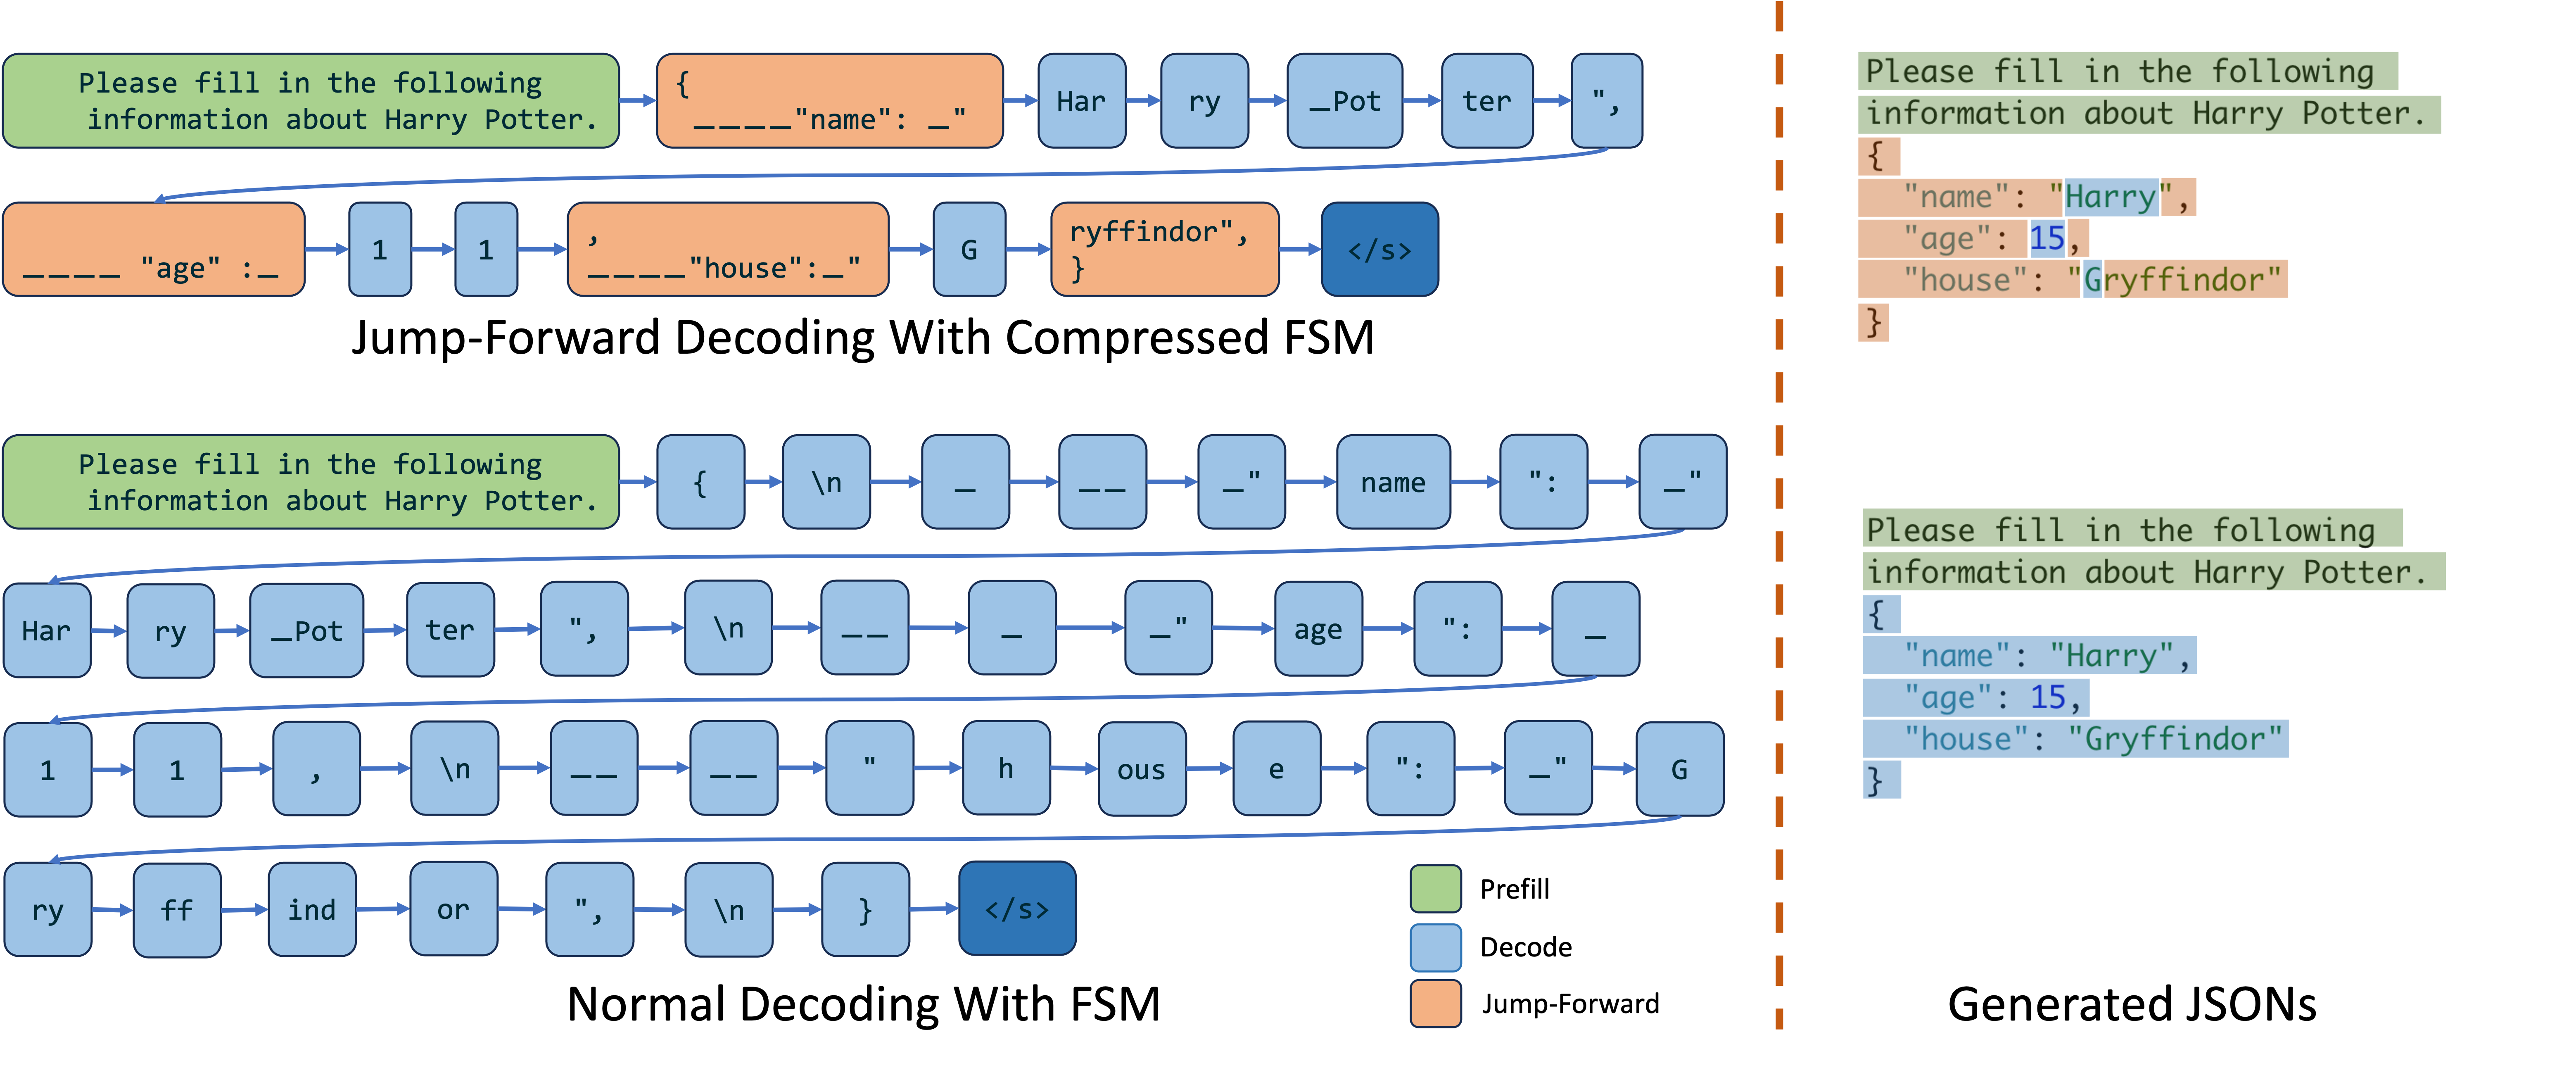 Please fill in the following
information about Harry Potter.
{
____"name": _"
Har
ry
_Pot
ter
",
____ "age" :_
1
1
,
____"house":_"
G
ryffindor",
}
</s>
Jump-Forward Decoding With Compressed FSM
Please fill in the following
information about Harry Potter.
{
\n
_
__
_"
name
":
_"
Har
ry
_Pot
ter
",
\n
__
_
_"
age
":
_
1
1
,
\n
__
__
"
h
ous
e
":
_"
G
ry
ff
ind
or
",
\n
}
</s>
Normal Decoding With FSM
Prefill
Decode
Jump-Forward
Please fill in the following
information about Harry Potter.
{
"name": "Harry",
"age": 15,
"house": "Gryffindor"
}
Please fill in the following
information about Harry Potter.
{
"name": "Harry",
"age": 15,
"house": "Gryffindor"
}
Generated JSONs